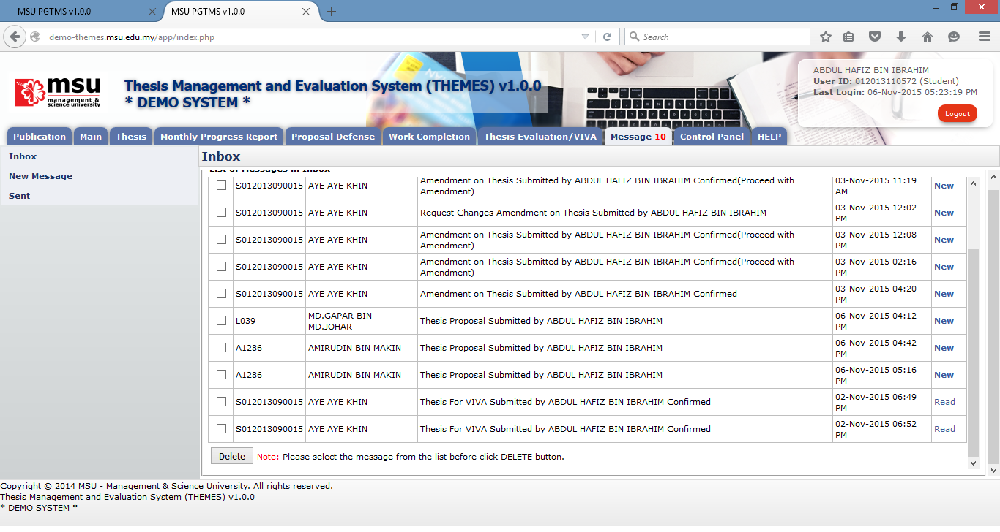 MSU PGTMS v1.0.0
MSU PGTMS v1.0.0
demo-themes.msu.edu.my/app/index.php
Search
msu
management &
science university
Thesis Management and Evaluation System (THEMES) v1.0.0
* DEMO SYSTEM *
ABDUL HAFIZ BIN IBRAHIM
User ID: 012013110572 (Student)
Last Login: 06-Nov-2015 05:23:19 PM
Logout
Publication Main Thesis Monthly Progress Report Proposal Defense Work Completion Thesis Evaluation/VIVA Message 10 Control Panel HELP
Inbox
New Message
Sent
Inbox
List of Messages in Inbox
S012013090015 AYE AYE KHIN Amendment on Thesis Submitted by ABDUL HAFIZ BIN IBRAHIM Confirmed(Proceed with 03-Nov-2015 11:19 New
Amendment) AM
S012013090015 AYE AYE KHIN Request Changes Amendment on Thesis Submitted by ABDUL HAFIZ BIN IBRAHIM 03-Nov-2015 12:02 New
PM
S012013090015 AYE AYE KHIN Amendment on Thesis Submitted by ABDUL HAFIZ BIN IBRAHIM Confirmed(Proceed with 03-Nov-2015 12:08 New
Amendment) PM
S012013090015 AYE AYE KHIN Amendment on Thesis Submitted by ABDUL HAFIZ BIN IBRAHIM Confirmed(Proceed with 03-Nov-2015 02:16 New
Amendment) PM
S012013090015 AYE AYE KHIN Amendment on Thesis Submitted by ABDUL HAFIZ BIN IBRAHIM Confirmed 03-Nov-2015 04:20 New
PM
L039 MD.GAPAR BIN Thesis Proposal Submitted by ABDUL HAFIZ BIN IBRAHIM 06-Nov-2015 04:12 New
MD.JOHAR PM
A1286 AMIRUDIN BIN MAKIN Thesis Proposal Submitted by ABDUL HAFIZ BIN IBRAHIM 06-Nov-2015 04:42 New
PM
A1286 AMIRUDIN BIN MAKIN Thesis Proposal Submitted by ABDUL HAFIZ BIN IBRAHIM 06-Nov-2015 05:16 New
PM
S012013090015 AYE AYE KHIN Thesis For VIVA Submitted by ABDUL HAFIZ BIN IBRAHIM Confirmed 02-Nov-2015 06:49 Read
PM
S012013090015 AYE AYE KHIN Thesis For VIVA Submitted by ABDUL HAFIZ BIN IBRAHIM Confirmed 02-Nov-2015 06:52 Read
PM
Delete Note: Please select the message from the list before click DELETE button.
Copyright © 2014 MSU - Management & Science University. All rights reserved.
Thesis Management and Evaluation System (THEMES) v1.0.0
* DEMO SYSTEM *